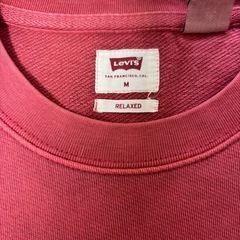 Levi's
SAN FRANCISCO, CAL.
M
RELAXED